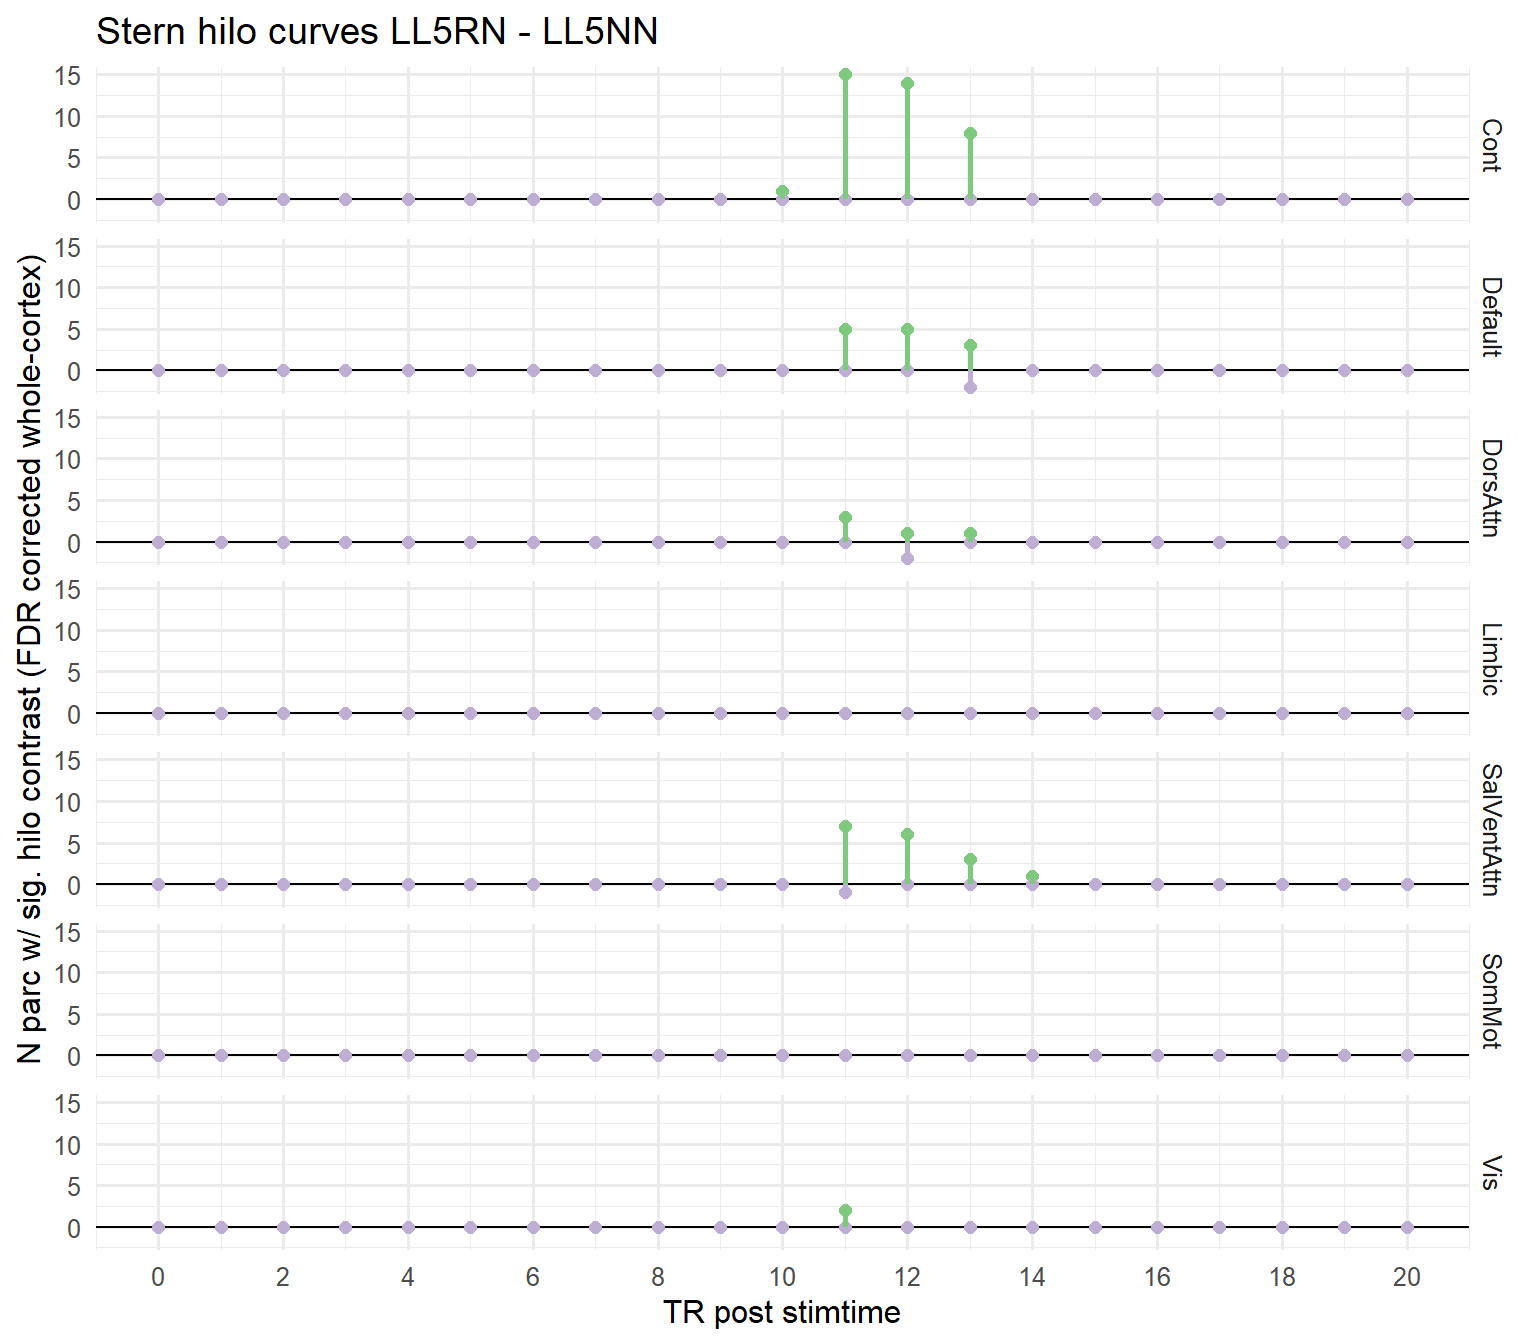 Stern hilo curves LL5RN - LL5NN
N parc w/ sig. hilo contrast (FDR corrected whole-cortex)
15
10
5
0
Cont
15
10
5
0
Default
15
10
5
0
DorsAttn
15
10
5
0
Limbic
15
10
5
0
SalVentAttn
15
10
5
0
SomMot
15
10
5
0
Vis
0 2 4 6 8 10 12 14 16 18 20
TR post stimtime